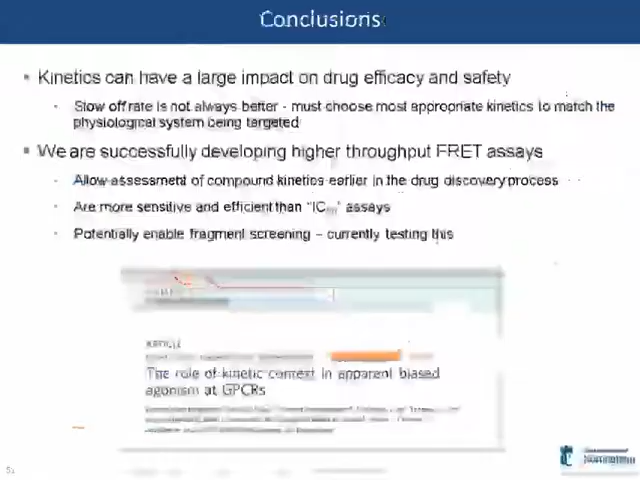 Conclusions
Kinetics can have a large impact on drug efficacy and safety
Slow off rate is not always better - must choose most appropriate kinetics to match the
physiological system being targeted
We are successfully developing higher throughput FRET assays
Allow assessment of compound kinetics earlier in the drug discovery process
Are more sensitive and efficient than "IC₅₀" assays
Potentially enable fragment screening – currently testing this
ARTICLE
The role of kinetic context in apparent biased
agonism at GPCRs